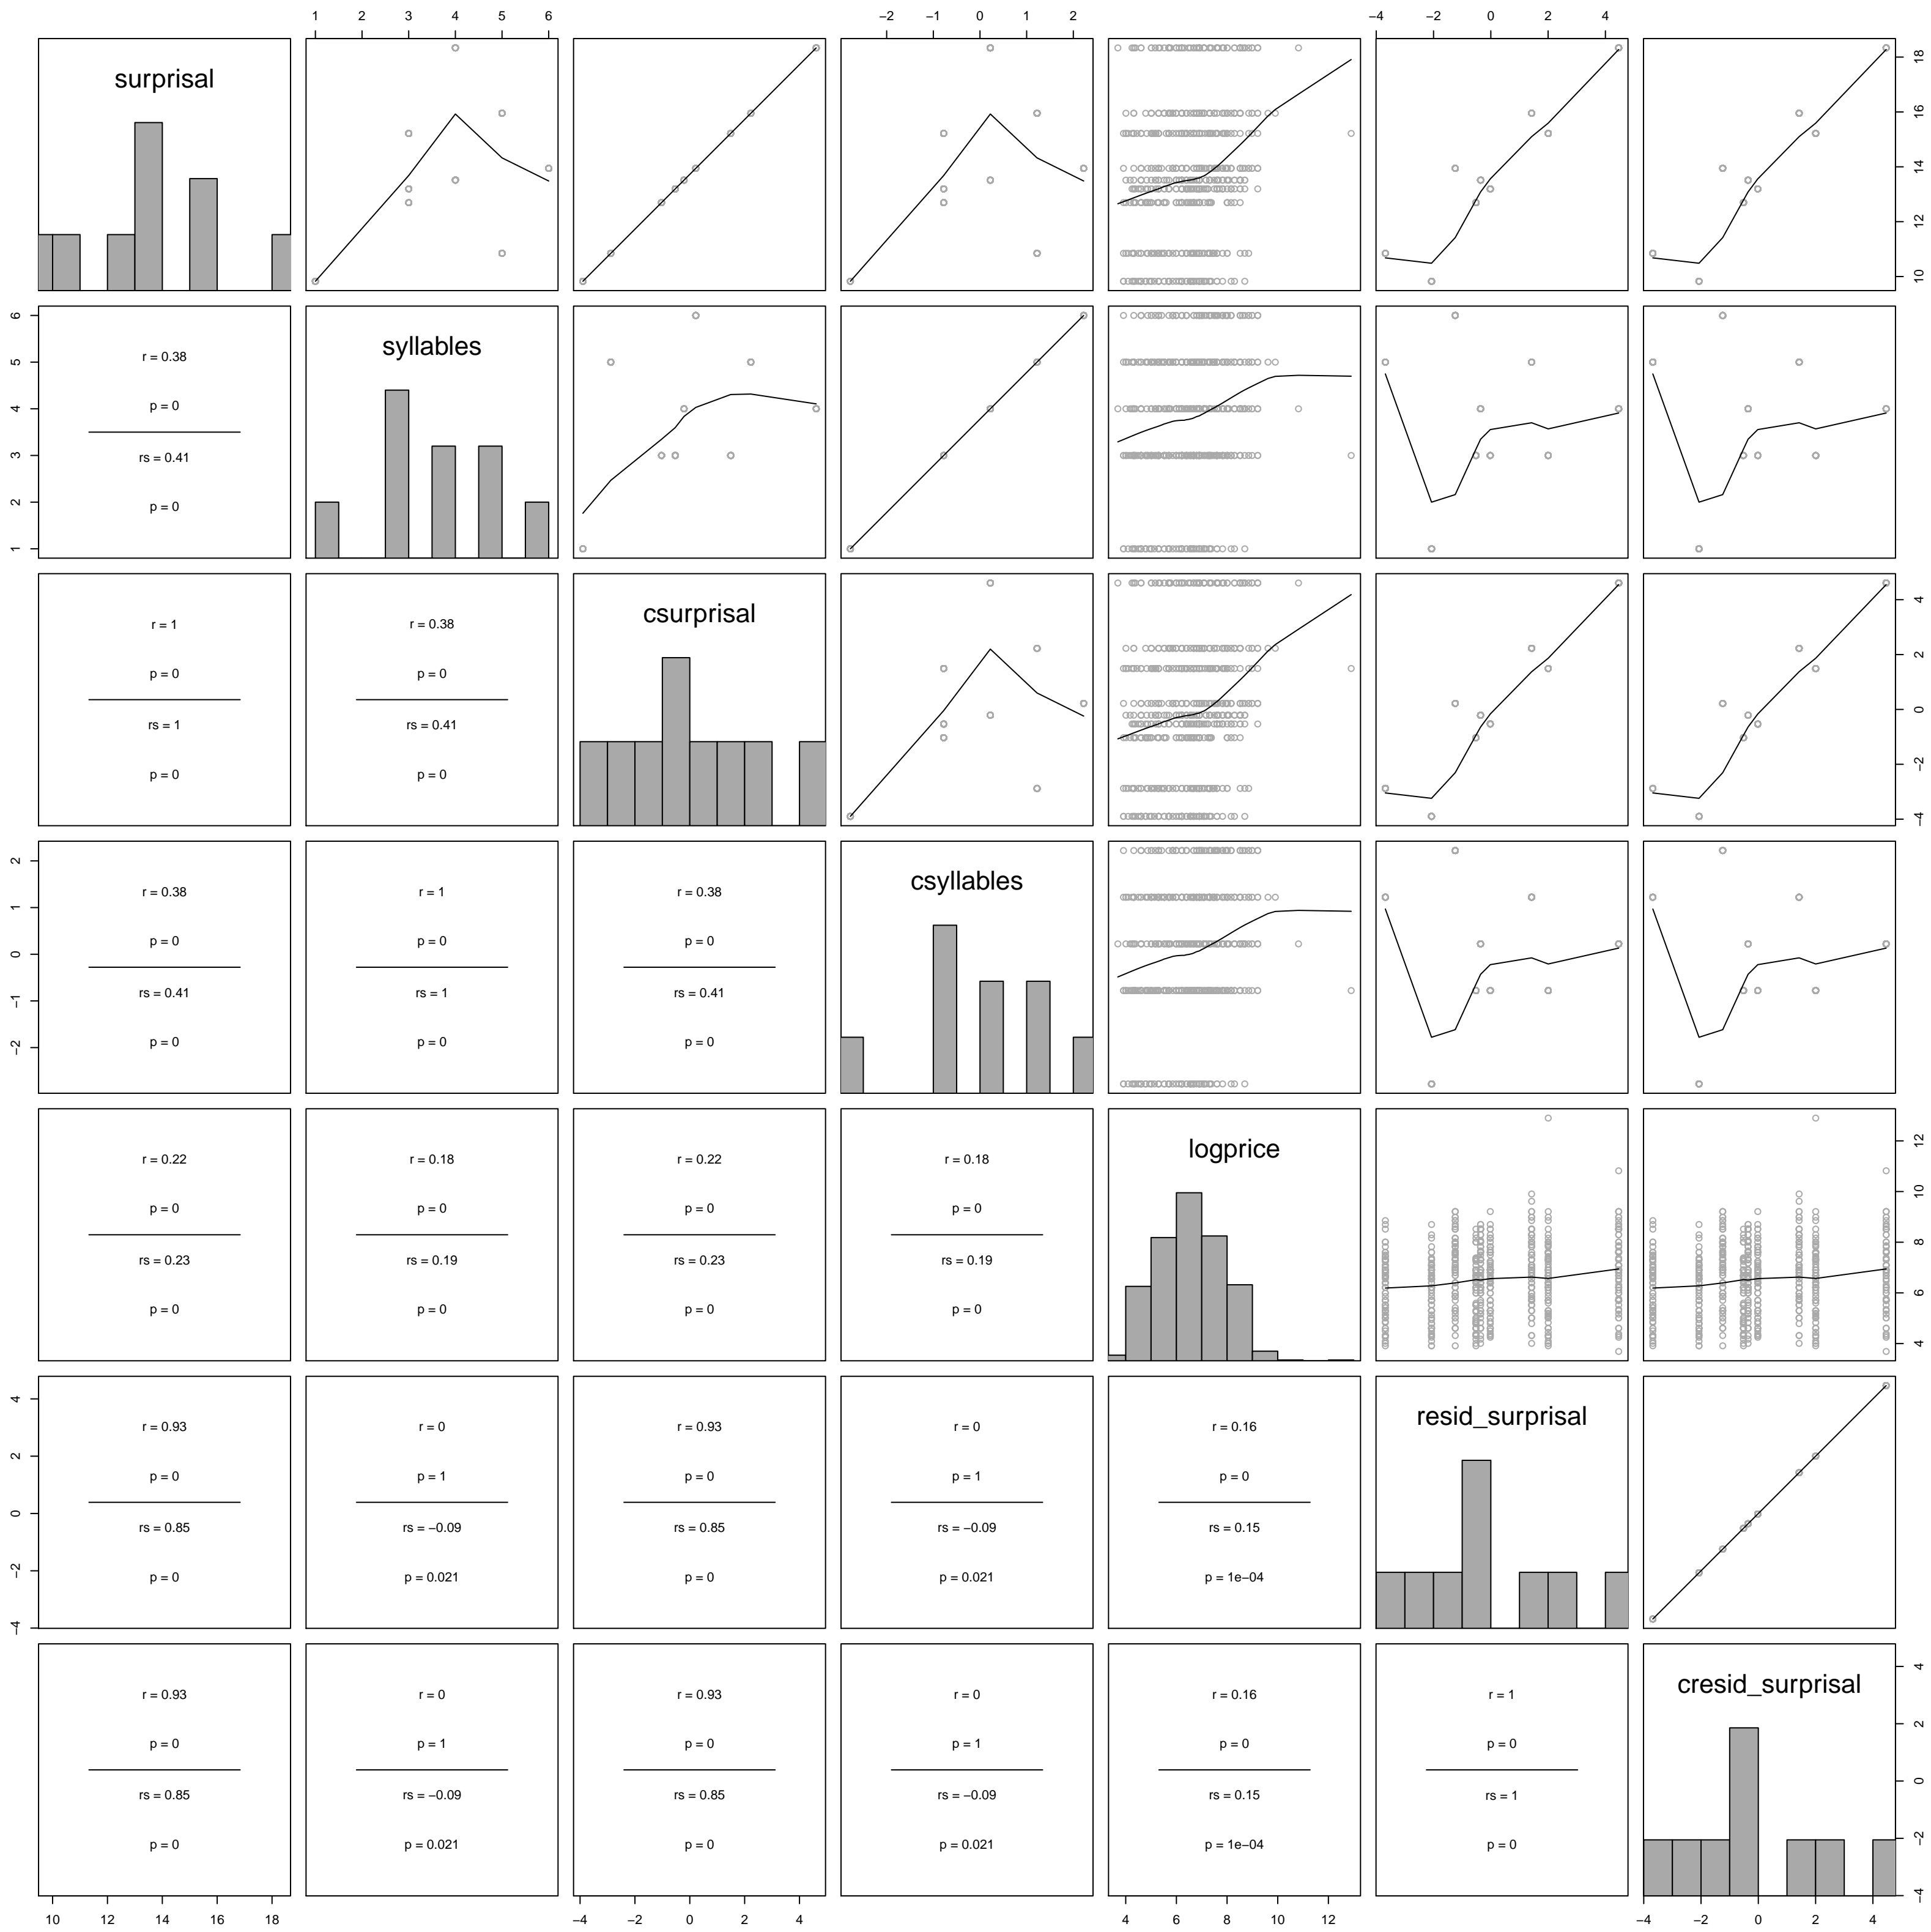 1 2 3 4 5 6 −2 −1 0 1 2 −4 −2 0 2 4
surprisal
10 12 14 16 18
1 2 3 4 5 6
r = 0.38
p = 0
rs = 0.41
p = 0
syllables
r = 1
p = 0
rs = 1
p = 0
r = 0.38
p = 0
rs = 0.41
p = 0
csurprisal
−4 −2 0 2 4
−2 −1 0 1 2
r = 0.38
p = 0
rs = 0.41
p = 0
r = 1
p = 0
rs = 1
p = 0
r = 0.38
p = 0
rs = 0.41
p = 0
csyllables
r = 0.22
p = 0
rs = 0.23
p = 0
r = 0.18
p = 0
rs = 0.19
p = 0
r = 0.22
p = 0
rs = 0.23
p = 0
r = 0.18
p = 0
rs = 0.19
p = 0
logprice
4 6 8 10 12
−4 −2 0 2 4
r = 0.93
p = 0
rs = 0.85
p = 0
r = 0
p = 1
rs = −0.09
p = 0.021
r = 0.93
p = 0
rs = 0.85
p = 0
r = 0
p = 1
rs = −0.09
p = 0.021
r = 0.16
p = 0
rs = 0.15
p = 1e−04
resid_surprisal
r = 0.93
p = 0
rs = 0.85
p = 0
r = 0
p = 1
rs = −0.09
p = 0.021
r = 0.93
p = 0
rs = 0.85
p = 0
r = 0
p = 1
rs = −0.09
p = 0.021
r = 0.16
p = 0
rs = 0.15
p = 1e−04
r = 1
p = 0
rs = 1
p = 0
cresid_surprisal
−4 −2 0 2 4
10 12 14 16 18 −4 −2 0 2 4 4 6 8 10 12 −4 −2 0 2 4